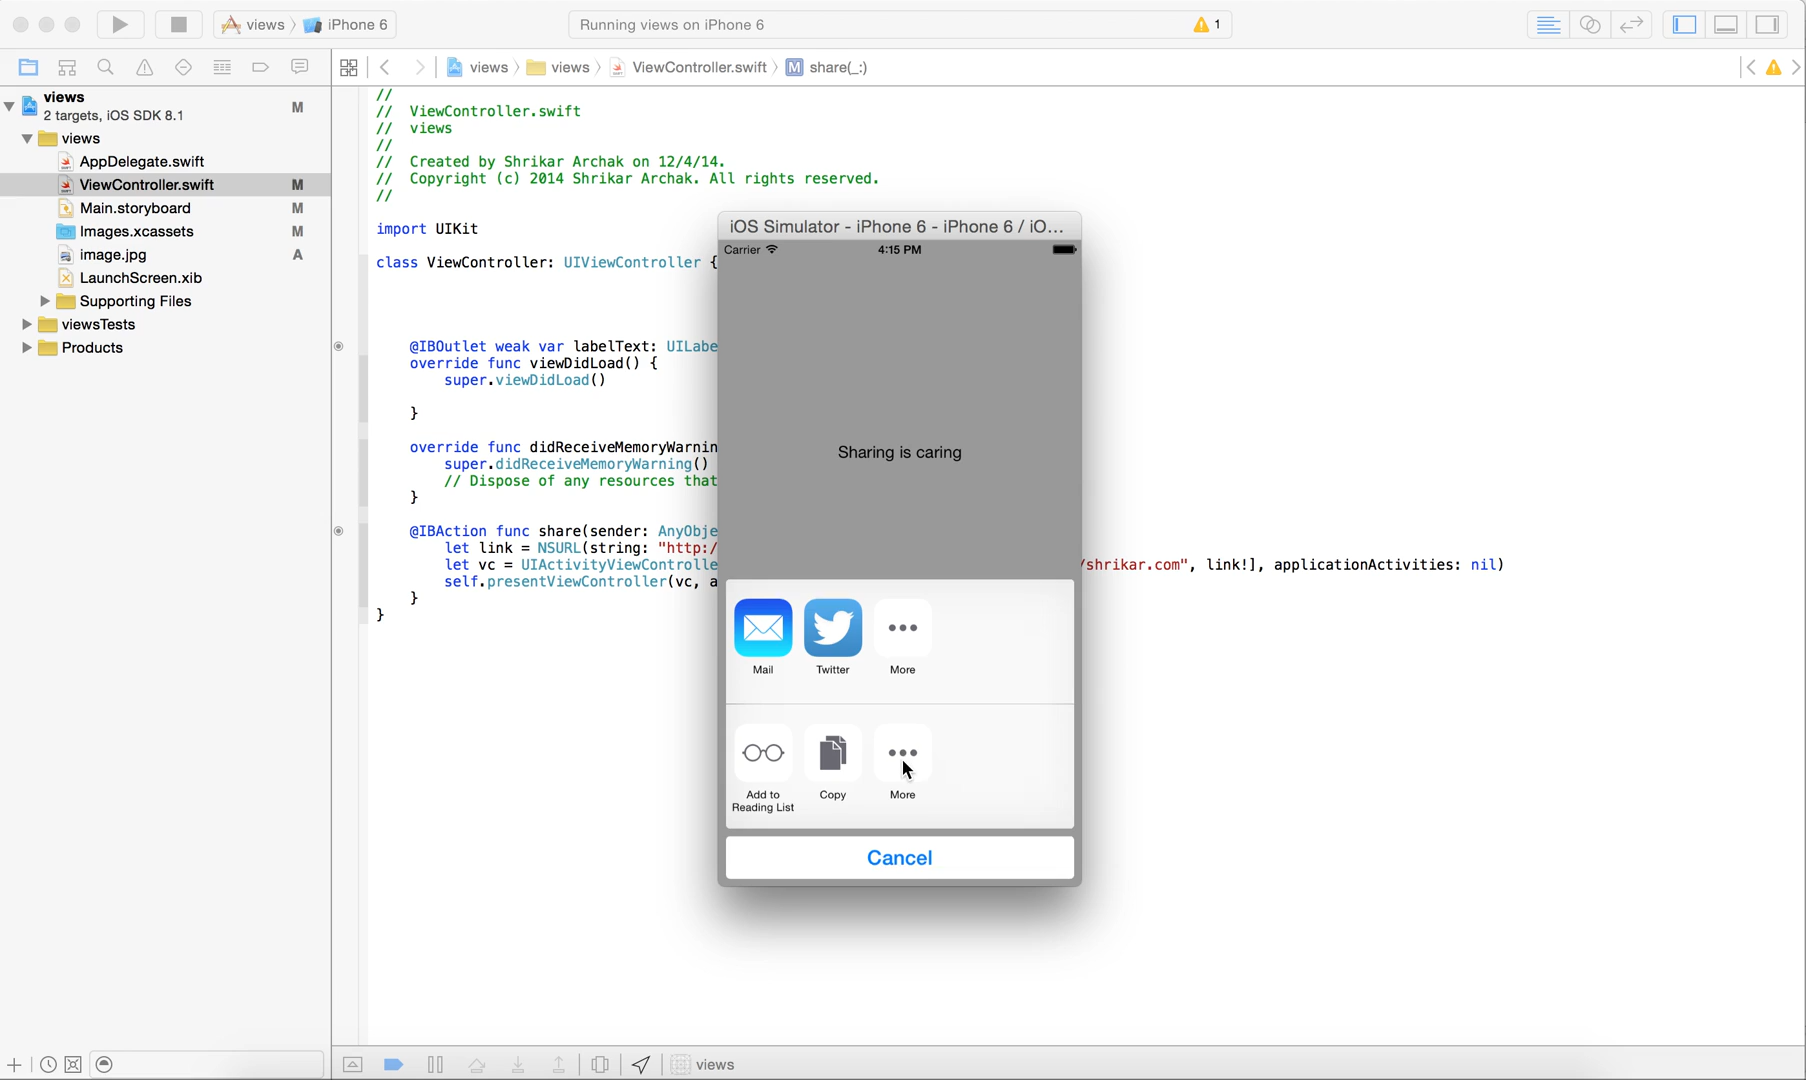 views
iPhone 6
Running views on iPhone 6
1
views
views
ViewController.swift
M
share(_:)
views
2 targets, iOS SDK 8.1
M
views
AppDelegate.swift
ViewController.swift
M
Main.storyboard
M
Images.xcassets
M
image.jpg
A
LaunchScreen.xib
Supporting Files
viewsTests
Products
//
// ViewController.swift
// views
//
// Created by Shrikar Archak on 12/4/14.
// Copyright (c) 2014 Shrikar Archak. All rights reserved.
//
import UIKit
class ViewController: UIViewController {
@IBOutlet weak var labelText: UILabe
override func viewDidLoad() {
super.viewDidLoad()
}
override func didReceiveMemoryWarnin
super.didReceiveMemoryWarning()
// Dispose of any resources that
}
@IBAction func share(sender: AnyObje
let link = NSURL(string: "http:/
let vc = UIActivityViewControlle
/shrikar.com", link!], applicationActivities: nil)
self.presentViewController(vc, a
}
}
iOS Simulator - iPhone 6 - iPhone 6 / iO...
Carrier
4:15 PM
Sharing is caring
Mail
Twitter
More
Add to
Reading List
Copy
More
Cancel
views